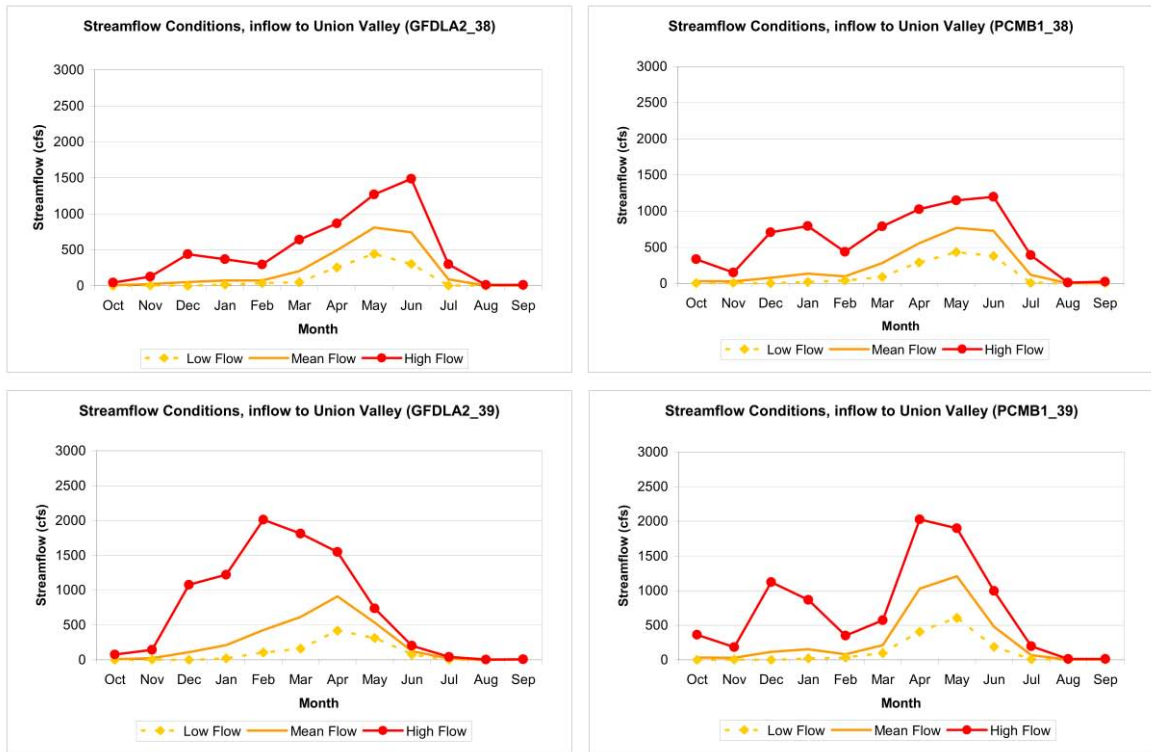 Streamflow Conditions, inflow to Union Valley (GFDLA2_38)
Streamflow (cfs)
3000
2500
2000
1500
1000
500
0
Oct Nov Dec Jan Feb Mar Apr May Jun Jul Aug Sep
Month
Low Flow Mean Flow High Flow
Streamflow Conditions, inflow to Union Valley (PCMB1_38)
Streamflow (cfs)
3000
2500
2000
1500
1000
500
0
Oct Nov Dec Jan Feb Mar Apr May Jun Jul Aug Sep
Month
Low Flow Mean Flow High Flow
Streamflow Conditions, inflow to Union Valley (GFDLA2_39)
Streamflow (cfs)
3000
2500
2000
1500
1000
500
0
Oct Nov Dec Jan Feb Mar Apr May Jun Jul Aug Sep
Month
Low Flow Mean Flow High Flow
Streamflow Conditions, inflow to Union Valley (PCMB1_39)
Streamflow (cfs)
3000
2500
2000
1500
1000
500
0
Oct Nov Dec Jan Feb Mar Apr May Jun Jul Aug Sep
Month
Low Flow Mean Flow High Flow